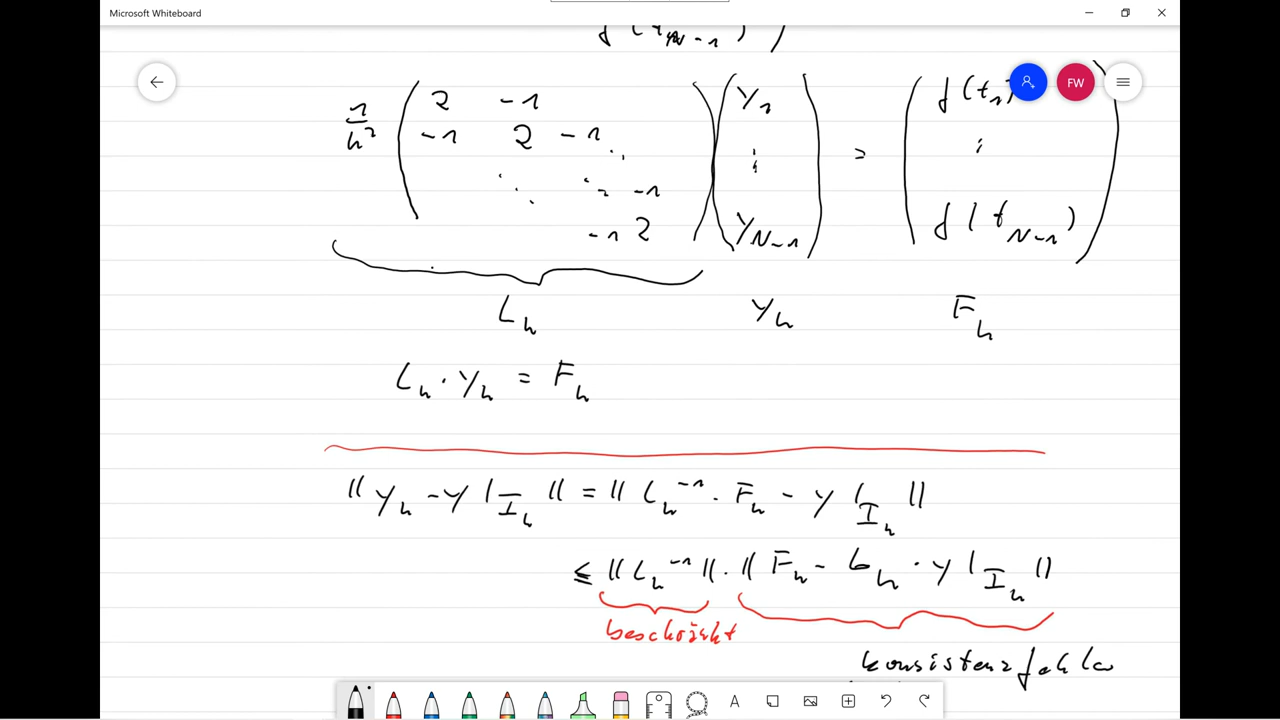 Microsoft Whiteboard
f(t_{N-1}) )
FW
1/h² ( 2 -1 ) ( y_1 ) = ( f(t_1) )
-1 2 -1 ⋱ ⋮ ⋮
⋱ ⋱ -1
-1 2 y_{N-1} f(t_{N-1})
L_h y_h F_h
L_h · y_h = F_h
‖ y_h - y|_{I_h} ‖ = ‖ L_h^{-1} · F_h - y|_{I_h} ‖
≤ ‖ L_h^{-1} ‖ · ‖ F_h - L_h · y|_{I_h} ‖
beschränkt
Konsistenzfehler
A